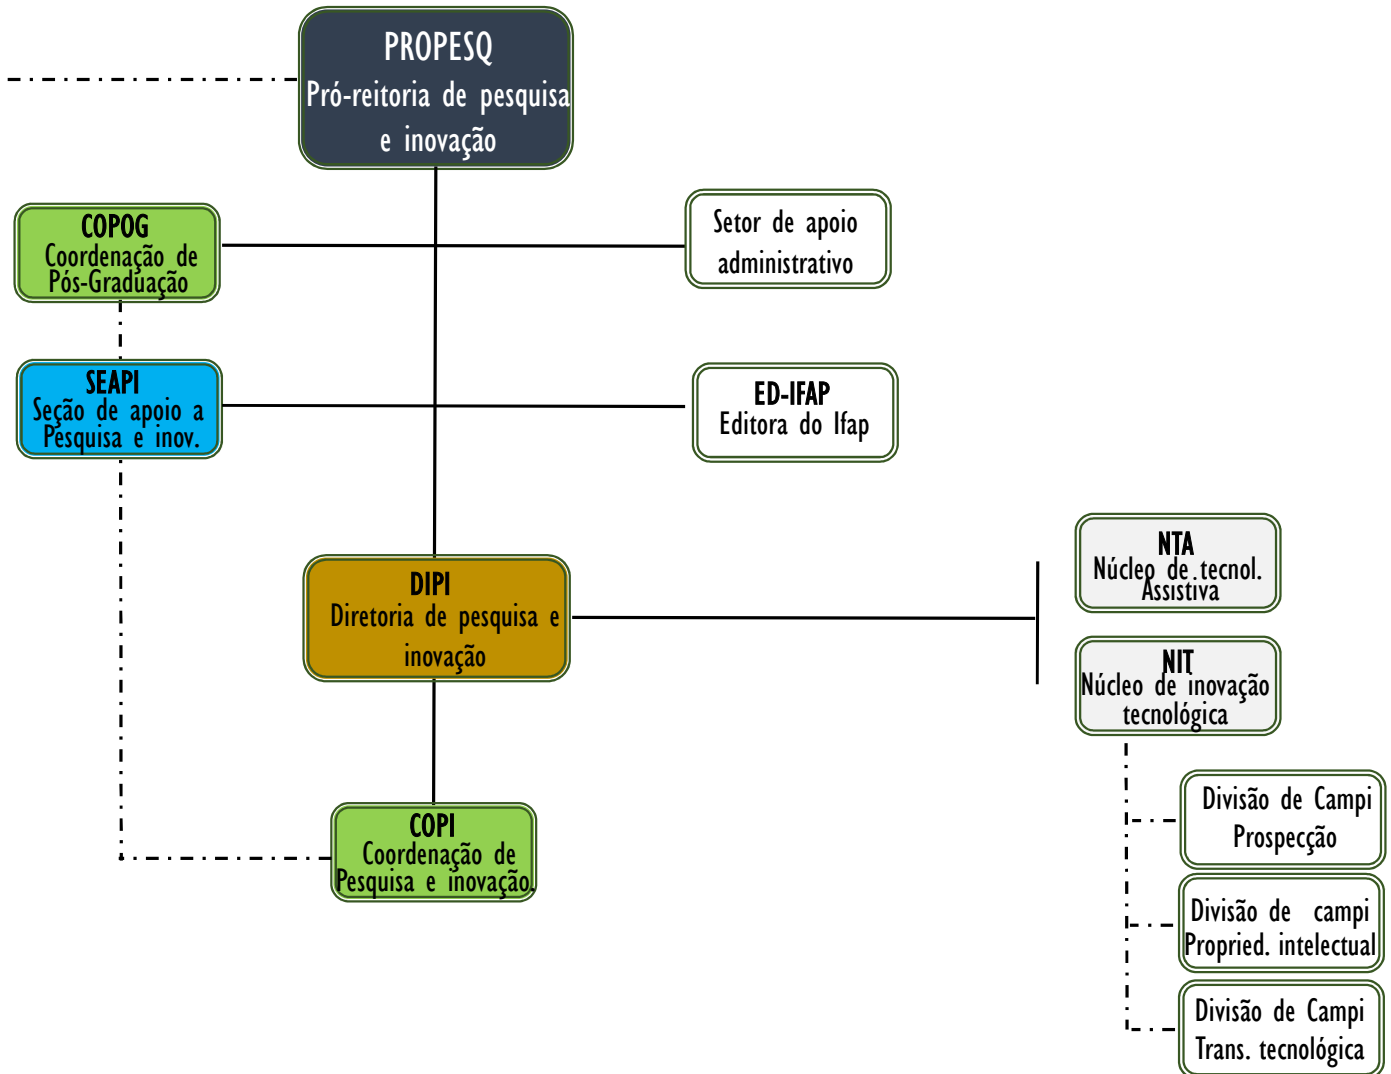 PROPESQ
Pró-reitoria de pesquisa
e inovação
COPOG
Coordenação de
Pós-Graduação
Setor de apoio
administrativo
SEAPI
Seção de apoio a
Pesquisa e inov.
ED-IFAP
Editora do Ifap
NTA
Núcleo de tecnol.
Assistiva
DIPI
Diretoria de pesquisa e
inovação
NIT
Núcleo de inovação
tecnológica
Divisão de Campi
Prospecção
COPI
Coordenação de
Pesquisa e inovação.
Divisão de campi
Propried. intelectual
Divisão de Campi
Trans. tecnológica